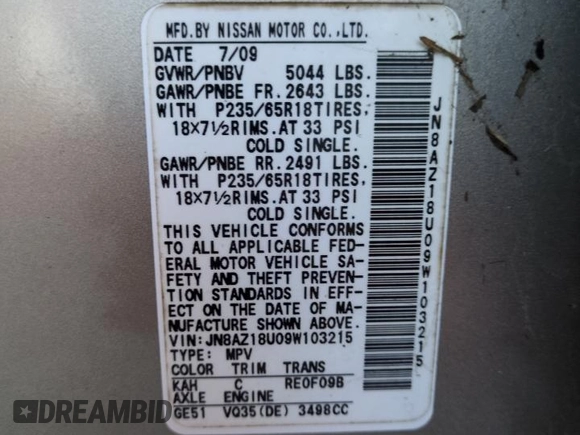 MFD.BY NISSAN MOTOR CO.,LTD.
DATE 7/09
GVWR/PNBV 5044 LBS.
GAWR/PNBE FR. 2643 LBS.
WITH P235/65R18TIRES,
18×7½RIMS.AT 33 PSI
COLD SINGLE.
GAWR/PNBE RR. 2491 LBS.
WITH P235/65R18TIRES,
18×7½RIMS.AT 33 PSI
COLD SINGLE.
THIS VEHICLE CONFORMS
TO ALL APPLICABLE FED-
ERAL MOTOR VEHICLE SA-
FETY AND THEFT PREVEN-
TION STANDARDS IN EFF-
ECT ON THE DATE OF MA-
NUFACTURE SHOWN ABOVE.
VIN:JN8AZ18U09W103215
TYPE: MPV
COLOR TRIM TRANS
KAH C RE0F09B
AXLE ENGINE
GE51 VQ35(DE) 3498CC
JN8AZ18U09W103215
DREAMBID
AUTO IMPORT